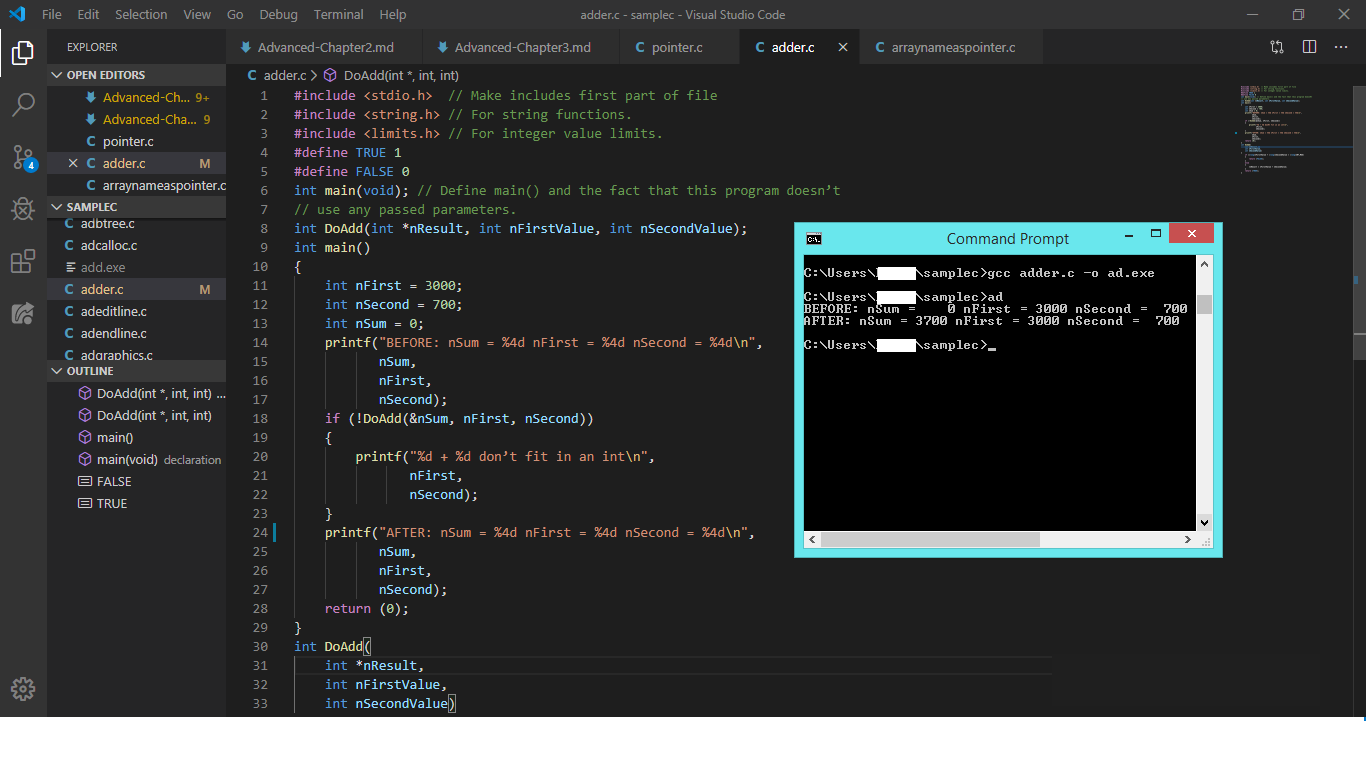 File Edit Selection View Go Debug Terminal Help
adder.c - samplec - Visual Studio Code
EXPLORER
OPEN EDITORS
Advanced-Ch... 9+
Advanced-Cha... 9
pointer.c
adder.c M
arraynameaspointer.c
SAMPLEC
adbtree.c
adcalloc.c
add.exe
adder.c M
adeditline.c
adendline.c
adgraphics.c
OUTLINE
DoAdd(int *, int, int) ...
DoAdd(int *, int, int)
main()
main(void) declaration
FALSE
TRUE
4
Advanced-Chapter2.md Advanced-Chapter3.md pointer.c adder.c arraynameaspointer.c
adder.c > DoAdd(int *, int, int)
1 #include <stdio.h>  // Make includes first part of file
2 #include <string.h> // For string functions.
3 #include <limits.h> // For integer value limits.
4 #define TRUE 1
5 #define FALSE 0
6 int main(void); // Define main() and the fact that this program doesn’t
7 // use any passed parameters.
8 int DoAdd(int *nResult, int nFirstValue, int nSecondValue);
9 int main()
10 {
11     int nFirst = 3000;
12     int nSecond = 700;
13     int nSum = 0;
14     printf("BEFORE: nSum = %4d nFirst = %4d nSecond = %4d\n",
15            nSum,
16            nFirst,
17            nSecond);
18     if (!DoAdd(&nSum, nFirst, nSecond))
19     {
20         printf("%d + %d don’t fit in an int\n",
21                nFirst,
22                nSecond);
23     }
24     printf("AFTER: nSum = %4d nFirst = %4d nSecond = %4d\n",
25            nSum,
26            nFirst,
27            nSecond);
28     return (0);
29 }
30 int DoAdd(
31     int *nResult,
32     int nFirstValue,
33     int nSecondValue)
Command Prompt
C:\Users\ \samplec>gcc adder.c -o ad.exe
C:\Users\ \samplec>ad
BEFORE: nSum =    0 nFirst = 3000 nSecond =  700
AFTER: nSum = 3700 nFirst = 3000 nSecond =  700
C:\Users\ \samplec>_